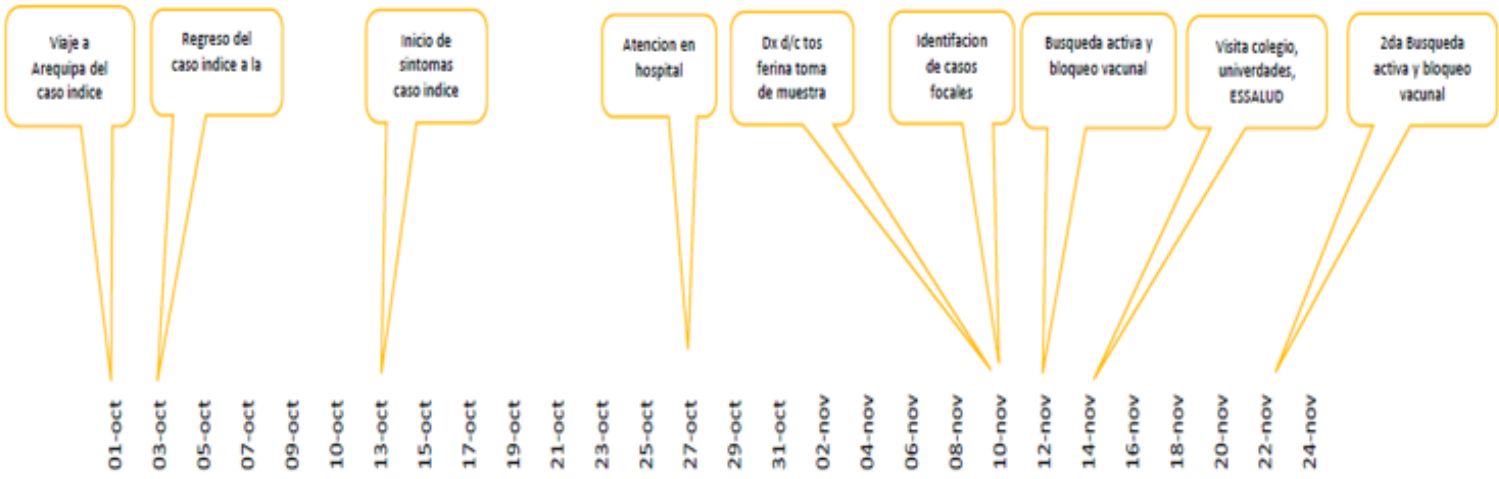 Viaje a
Arequipa del
caso indice
Regreso del
caso indice a la
Inicio de
sintomas
caso indice
Atencion en
hospital
Dx d/c tos
ferina toma
de muestra
Identifacion
de casos
focales
Busqueda activa y
bloqueo vacunal
Visita colegio,
univerdades,
ESSALUD
2da Busqueda
activa y bloqueo
vacunal
01-oct
03-oct
05-oct
07-oct
09-oct
10-oct
13-oct
15-oct
17-oct
19-oct
21-oct
23-oct
25-oct
27-oct
29-oct
31-oct
02-nov
04-nov
06-nov
08-nov
10-nov
12-nov
14-nov
16-nov
18-nov
20-nov
22-nov
24-nov